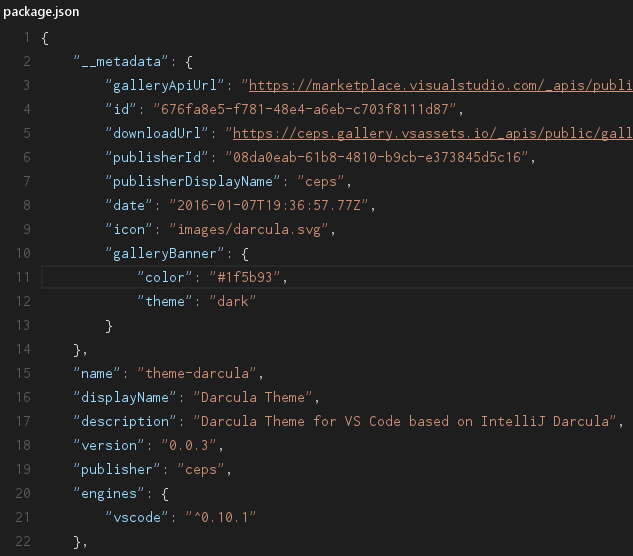 package.json
1 {
2 "__metadata": {
3 "galleryApiUrl": "https://marketplace.visualstudio.com/_apis/publi
4 "id": "676fa8e5-f781-48e4-a6eb-c703f8111d87",
5 "downloadUrl": "https://ceps.gallery.vsassets.io/_apis/public/gall
6 "publisherId": "08da0eab-61b8-4810-b9cb-e373845d5c16",
7 "publisherDisplayName": "ceps",
8 "date": "2016-01-07T19:36:57.77Z",
9 "icon": "images/darcula.svg",
10 "galleryBanner": {
11 "color": "#1f5b93",
12 "theme": "dark"
13 }
14 },
15 "name": "theme-darcula",
16 "displayName": "Darcula Theme",
17 "description": "Darcula Theme for VS Code based on IntelliJ Darcula",
18 "version": "0.0.3",
19 "publisher": "ceps",
20 "engines": {
21 "vscode": "^0.10.1"
22 },